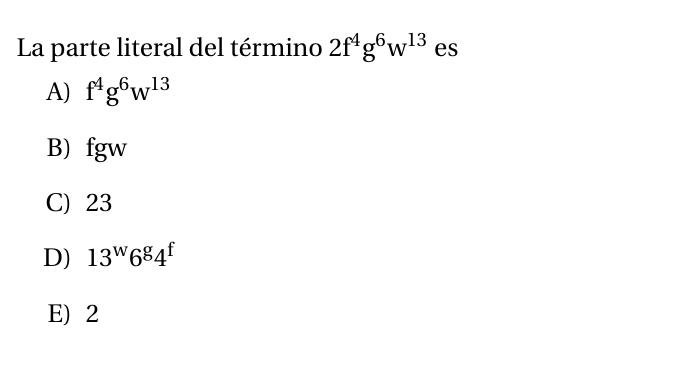 La parte literal del término 2f⁴g⁶w¹³ es
A) f⁴g⁶w¹³
B) fgw
C) 23
D) 13ʷ6ᵍ4ᶠ
E) 2